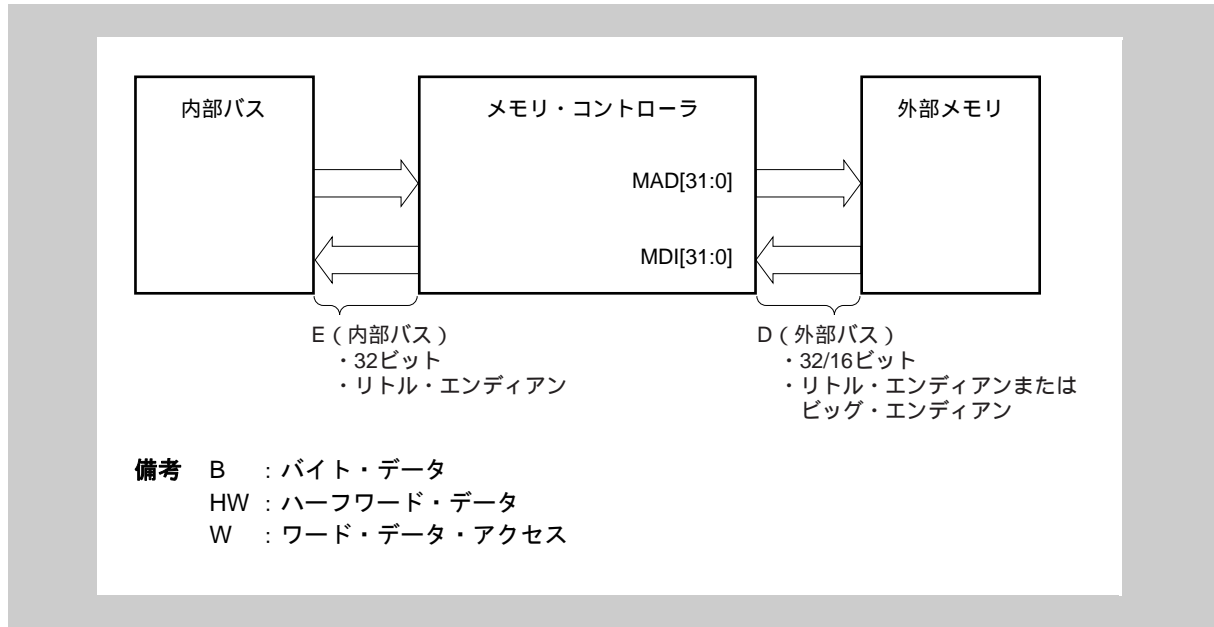 内部バス
メモリ・コントローラ
外部メモリ
MAD[31:0]
MDI[31:0]
E（内部バス）
・32ビット
・リトル・エンディアン
D（外部バス）
・32/16ビット
・リトル・エンディアンまたは
ビッグ・エンディアン
備考 B ：バイト・データ
HW：ハーフワード・データ
W ：ワード・データ・アクセス